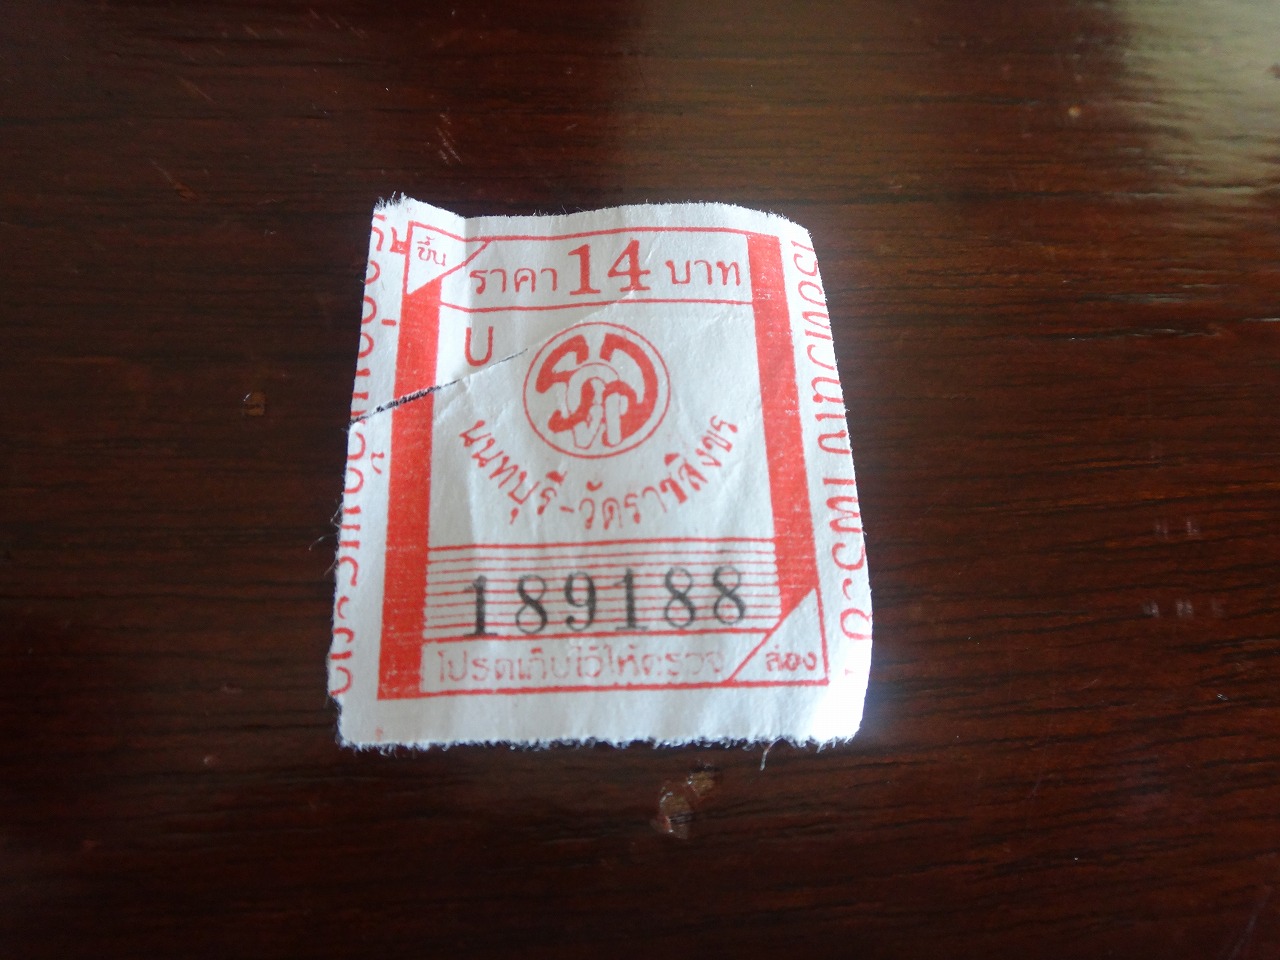 ขึ้น
ราคา 14 บาท
บ
นนทบุรี-วัดราชสิงขร
189188
โปรดเก็บไว้ให้ตรวจ
ล่อง